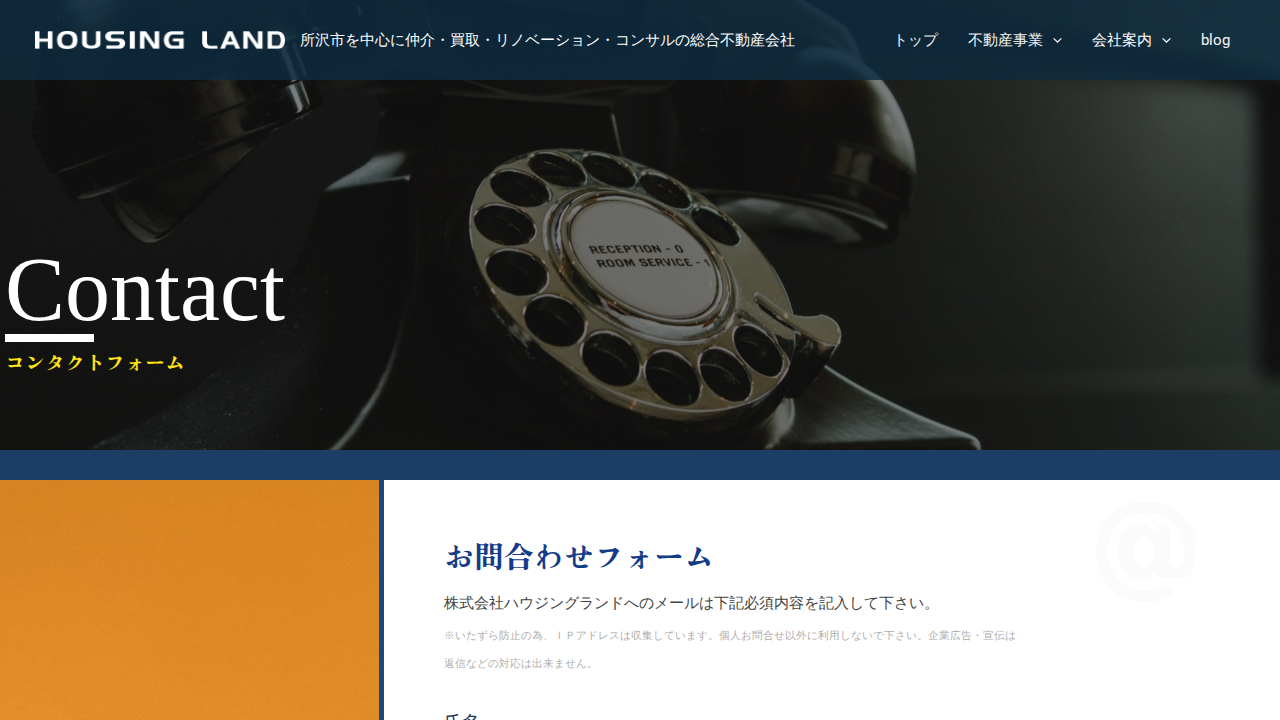 HOUSING LAND 所沢市を中心に仲介・買取・リノベーション・コンサルの総合不動産会社 トップ 不動産事業 会社案内 blog
RECEPTION - 0
ROOM SERVICE - 1
Contact
コンタクトフォーム
@
お問合わせフォーム
株式会社ハウジングランドへのメールは下記必須内容を記入して下さい。
※いたずら防止の為、ＩＰアドレスは収集しています。個人お問合せ以外に利用しないで下さい。企業広告・宣伝は
返信などの対応は出来ません。
氏名